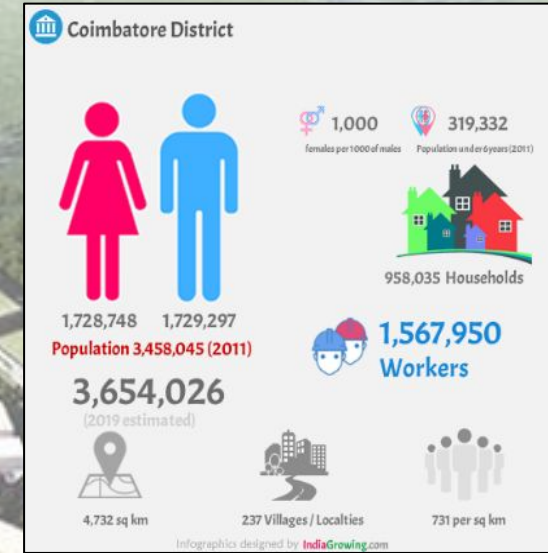 Coimbatore District
1,000
females per 1000 of males
319,332
Population under 6 years (2011)
958,035 Households
1,728,748 1,729,297
Population 3,458,045 (2011)
3,654,026
(2019 estimated)
1,567,950
Workers
4,732 sq km
237 Villages / Localties
731 per sq km
Infographics designed by IndiaGrowing.com